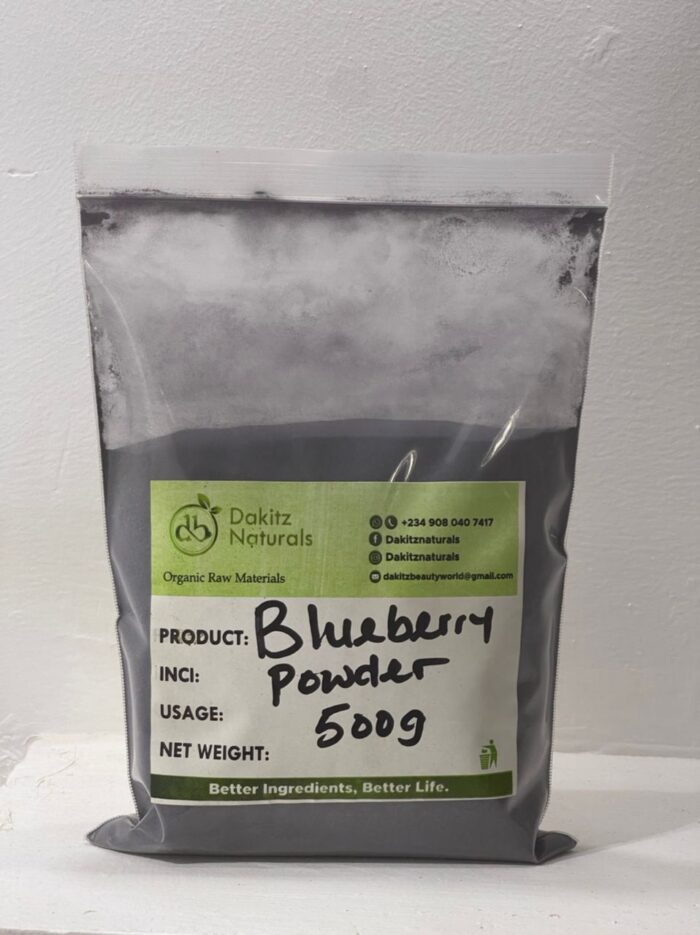 Dakitz
Naturals
Organic Raw Materials
+234 908 040 7417
Dakitznaturals
Dakitznaturals
dakitzbeautyworld@gmail.com
PRODUCT: Blueberry
INCI: Powder
USAGE: 500g
NET WEIGHT:
Better Ingredients, Better Life.